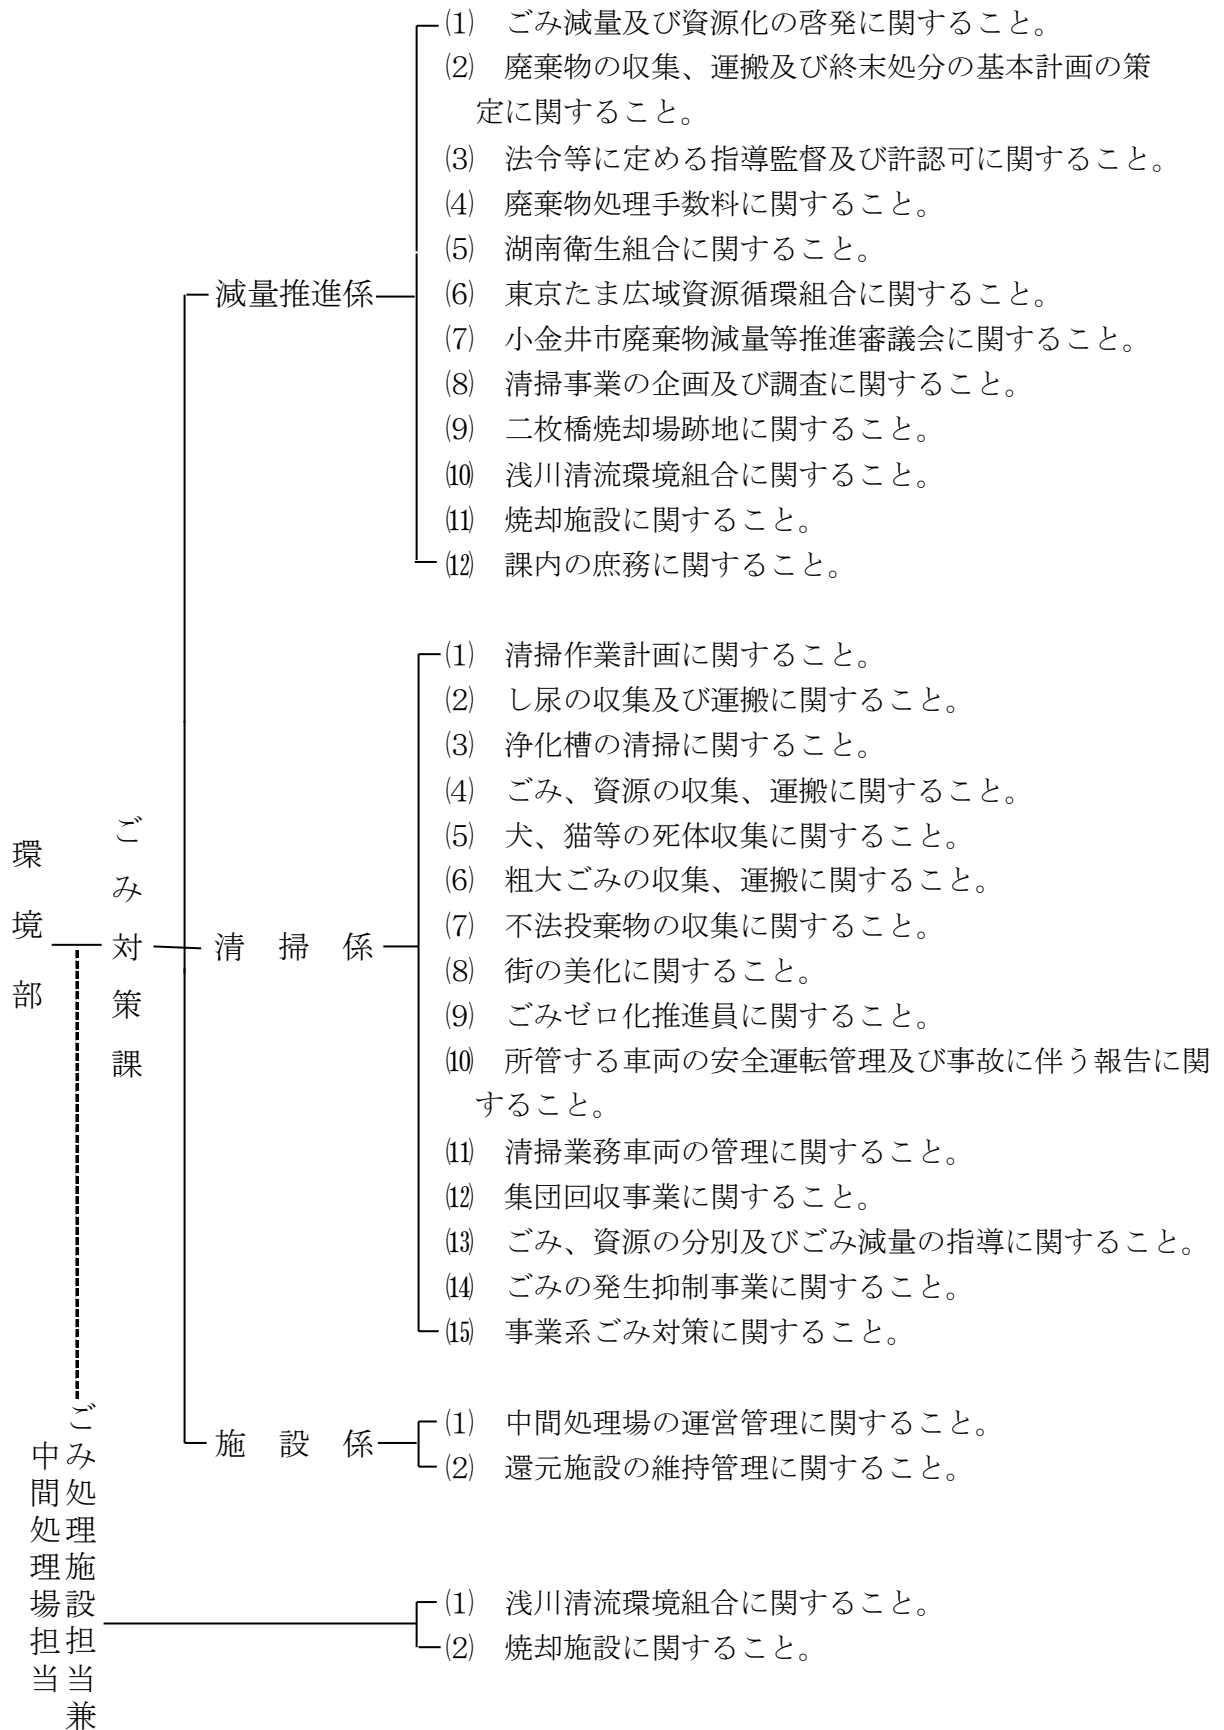 環境部
ごみ対策課
減量推進係
⑴　ごみ減量及び資源化の啓発に関すること。
⑵　廃棄物の収集、運搬及び終末処分の基本計画の策
定に関すること。
⑶　法令等に定める指導監督及び許認可に関すること。
⑷　廃棄物処理手数料に関すること。
⑸　湖南衛生組合に関すること。
⑹　東京たま広域資源循環組合に関すること。
⑺　小金井市廃棄物減量等推進審議会に関すること。
⑻　清掃事業の企画及び調査に関すること。
⑼　二枚橋焼却場跡地に関すること。
⑽　浅川清流環境組合に関すること。
⑾　焼却施設に関すること。
⑿　課内の庶務に関すること。
清　掃　係
⑴　清掃作業計画に関すること。
⑵　し尿の収集及び運搬に関すること。
⑶　浄化槽の清掃に関すること。
⑷　ごみ、資源の収集、運搬に関すること。
⑸　犬、猫等の死体収集に関すること。
⑹　粗大ごみの収集、運搬に関すること。
⑺　不法投棄物の収集に関すること。
⑻　街の美化に関すること。
⑼　ごみゼロ化推進員に関すること。
⑽　所管する車両の安全運転管理及び事故に伴う報告に関
すること。
⑾　清掃業務車両の管理に関すること。
⑿　集団回収事業に関すること。
⒀　ごみ、資源の分別及びごみ減量の指導に関すること。
⒁　ごみの発生抑制事業に関すること。
⒂　事業系ごみ対策に関すること。
施　設　係
⑴　中間処理場の運営管理に関すること。
⑵　還元施設の維持管理に関すること。
ごみ処理施設担当兼
中間処理場担当
⑴　浅川清流環境組合に関すること。
⑵　焼却施設に関すること。